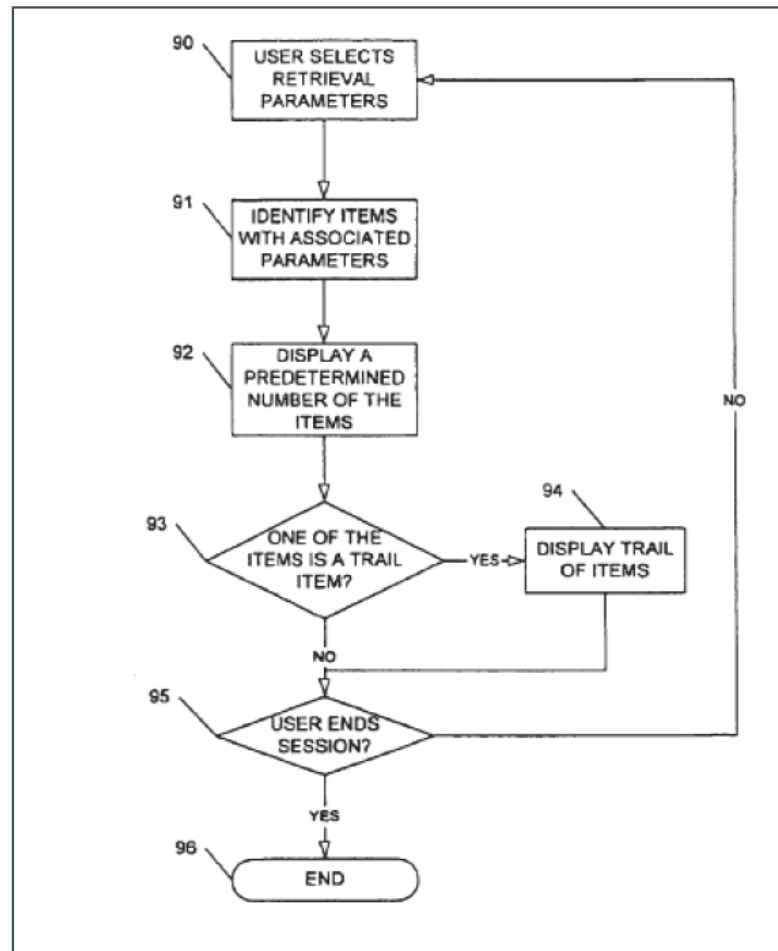 90
USER SELECTS
RETRIEVAL
PARAMETERS
91
IDENTIFY ITEMS
WITH ASSOCIATED
PARAMETERS
92
DISPLAY A
PREDETERMINED
NUMBER OF THE
ITEMS
NO
93
ONE OF THE
ITEMS IS A TRAIL
ITEM?
YES
94
DISPLAY TRAIL
OF ITEMS
NO
95
USER ENDS
SESSION?
YES
96
END